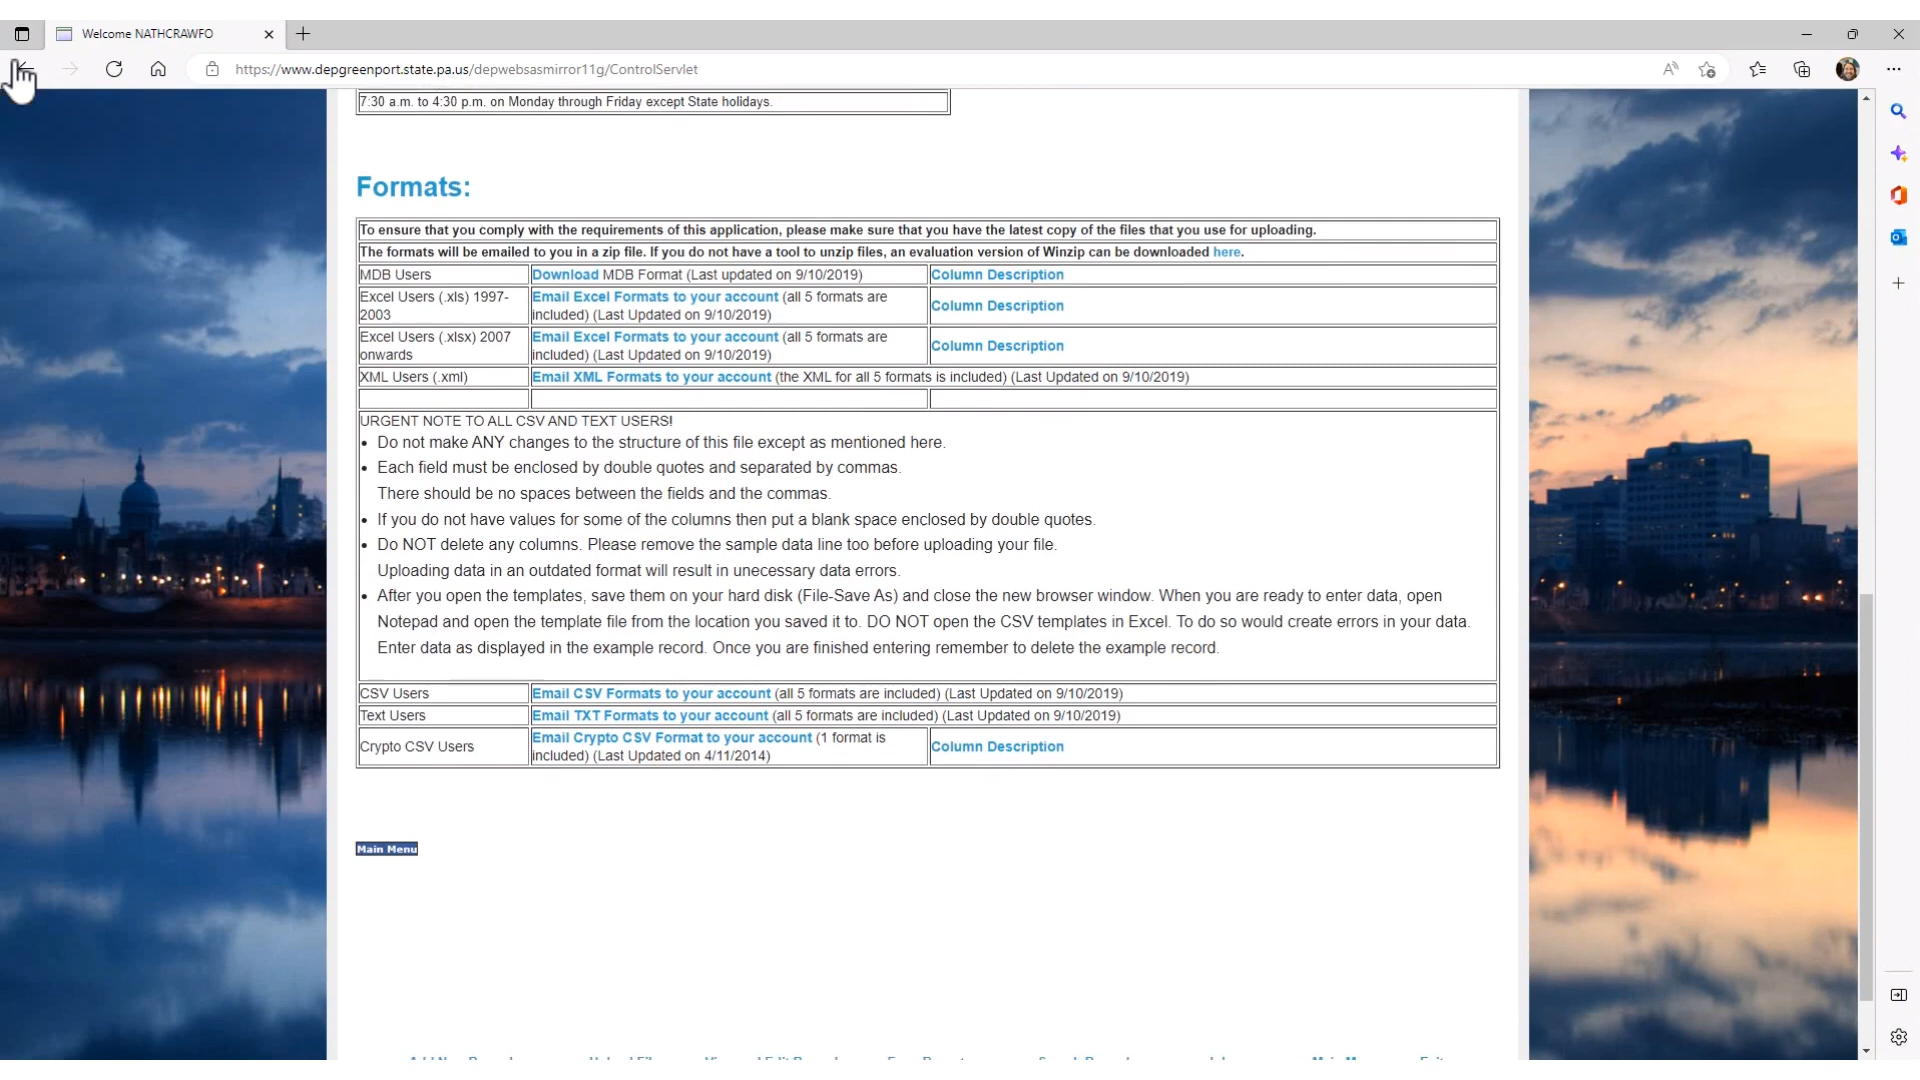 Welcome NATHCRAWFO
https://www.depgreenport.state.pa.us/depwebsasmirror11g/ControlServlet
7:30 a.m. to 4:30 p.m. on Monday through Friday except State holidays.
Formats:
To ensure that you comply with the requirements of this application, please make sure that you have the latest copy of the files that you use for uploading.
The formats will be emailed to you in a zip file. If you do not have a tool to unzip files, an evaluation version of Winzip can be downloaded here.
MDB Users
Download MDB Format (Last updated on 9/10/2019)
Column Description
Excel Users (.xls) 1997-
2003
Email Excel Formats to your account (all 5 formats are
included) (Last Updated on 9/10/2019)
Column Description
Excel Users (.xlsx) 2007
onwards
Email Excel Formats to your account (all 5 formats are
included) (Last Updated on 9/10/2019)
Column Description
XML Users (.xml)
Email XML Formats to your account (the XML for all 5 formats is included) (Last Updated on 9/10/2019)
URGENT NOTE TO ALL CSV AND TEXT USERS!
• Do not make ANY changes to the structure of this file except as mentioned here.
• Each field must be enclosed by double quotes and separated by commas.
There should be no spaces between the fields and the commas.
• If you do not have values for some of the columns then put a blank space enclosed by double quotes.
• Do NOT delete any columns. Please remove the sample data line too before uploading your file.
Uploading data in an outdated format will result in unecessary data errors.
• After you open the templates, save them on your hard disk (File-Save As) and close the new browser window. When you are ready to enter data, open
Notepad and open the template file from the location you saved it to. DO NOT open the CSV templates in Excel. To do so would create errors in your data.
Enter data as displayed in the example record. Once you are finished entering remember to delete the example record.
CSV Users
Email CSV Formats to your account (all 5 formats are included) (Last Updated on 9/10/2019)
Text Users
Email TXT Formats to your account (all 5 formats are included) (Last Updated on 9/10/2019)
Crypto CSV Users
Email Crypto CSV Format to your account (1 format is
included) (Last Updated on 4/11/2014)
Column Description
Main Menu